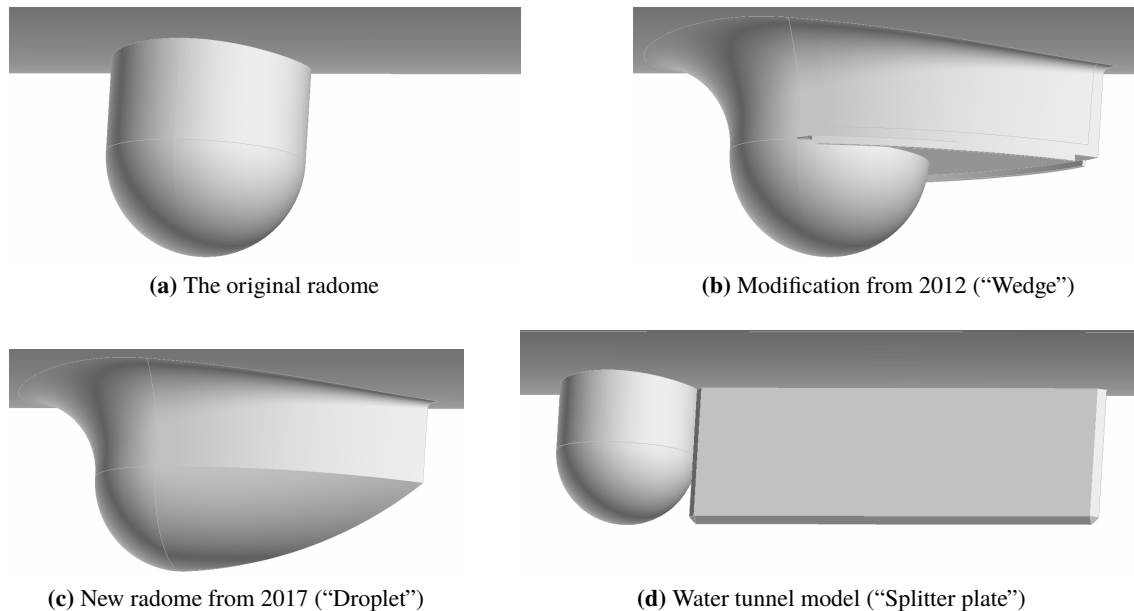 (a) The original radome
(b) Modification from 2012 (“Wedge”)
(c) New radome from 2017 (“Droplet”)
(d) Water tunnel model (“Splitter plate”)